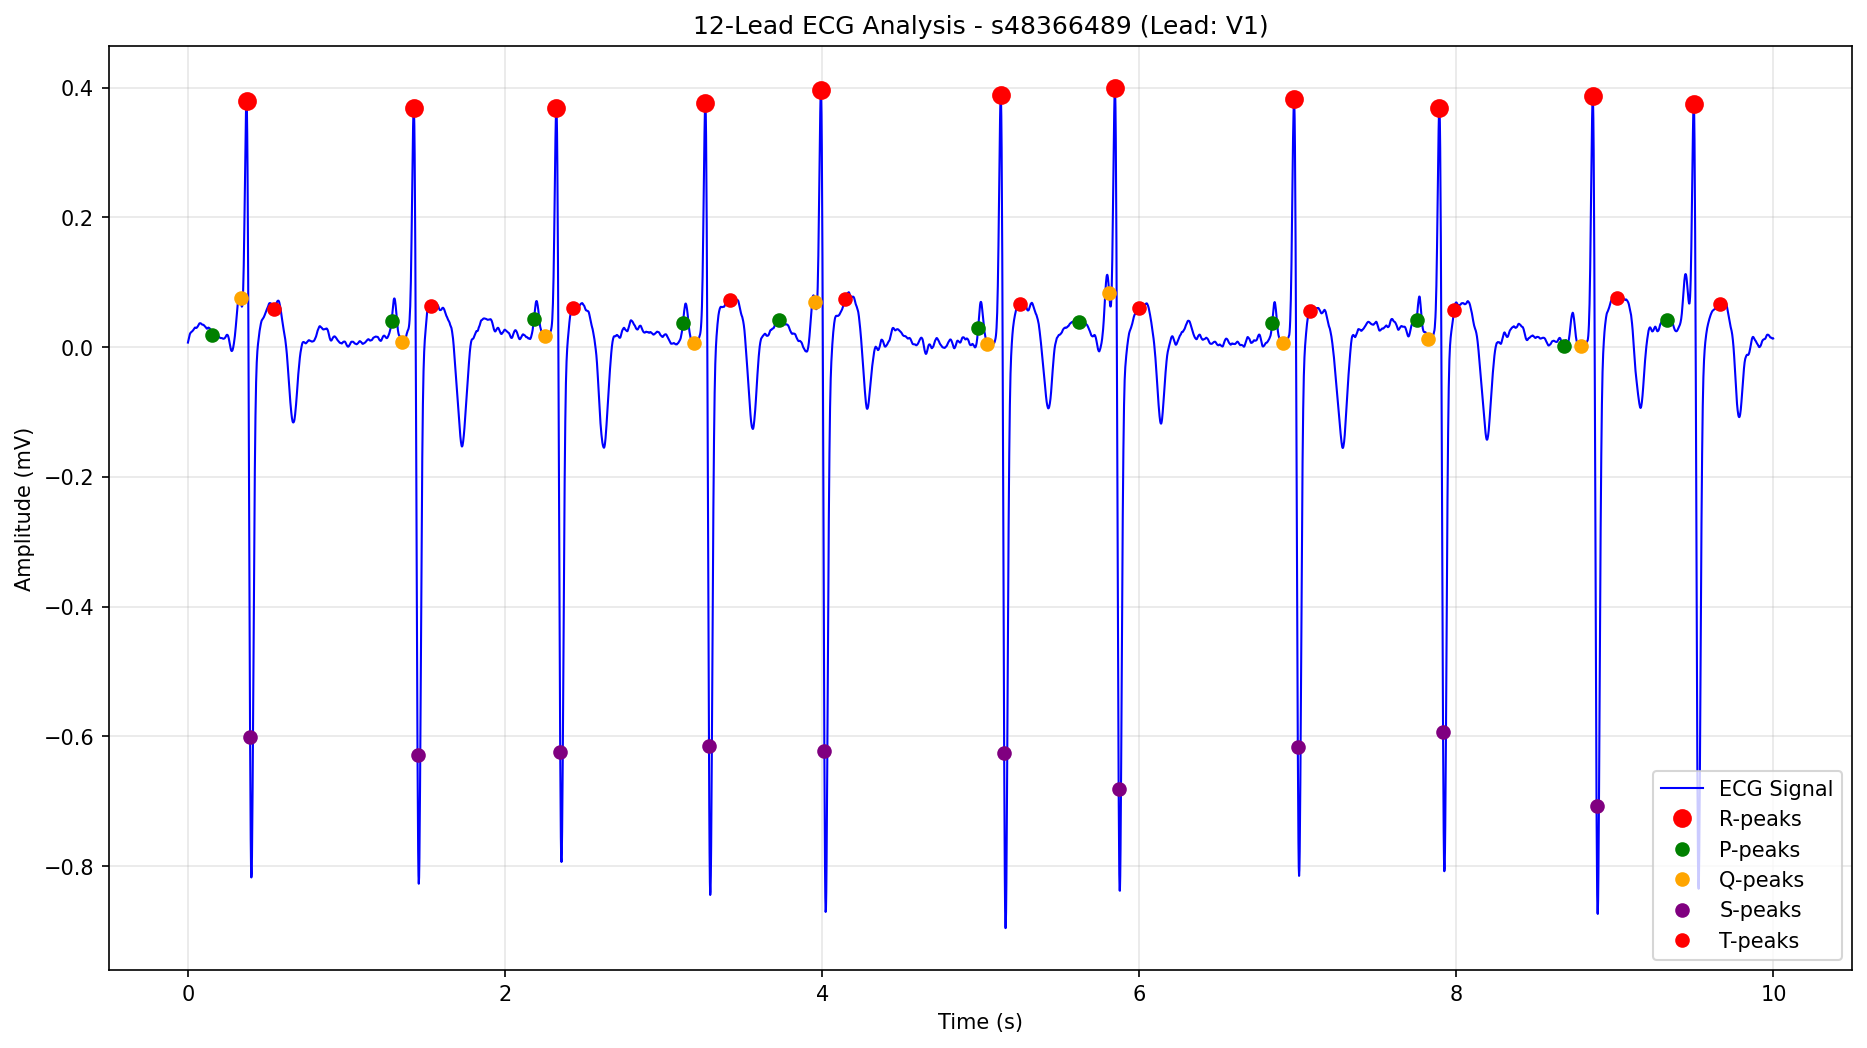 12-Lead ECG Analysis - s48366489 (Lead: V1)
0.4
0.2
0.0
−0.2
−0.4
−0.6
−0.8
Amplitude (mV)
0 2 4 6 8 10
Time (s)
ECG Signal
R-peaks
P-peaks
Q-peaks
S-peaks
T-peaks